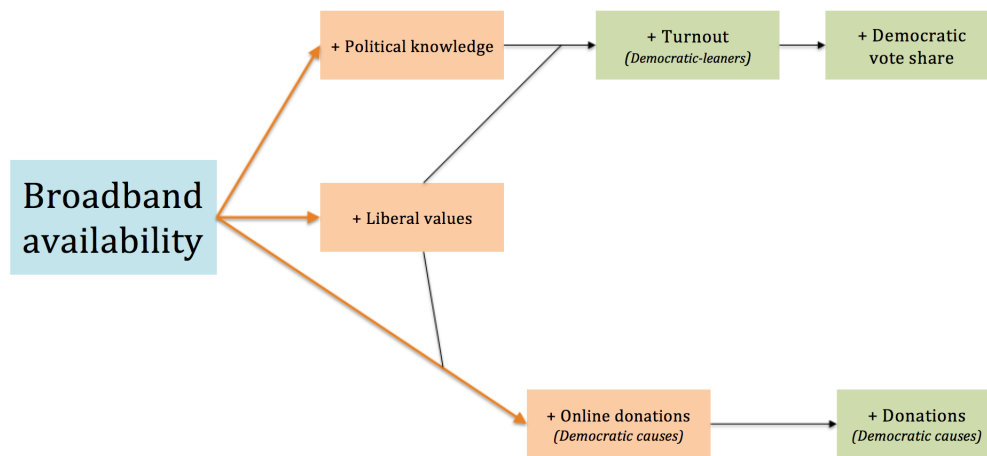 + Political knowledge
+ Turnout
(Democratic-leaners)
+ Democratic
vote share
Broadband
availability
+ Liberal values
+ Online donations
(Democratic causes)
+ Donations
(Democratic causes)